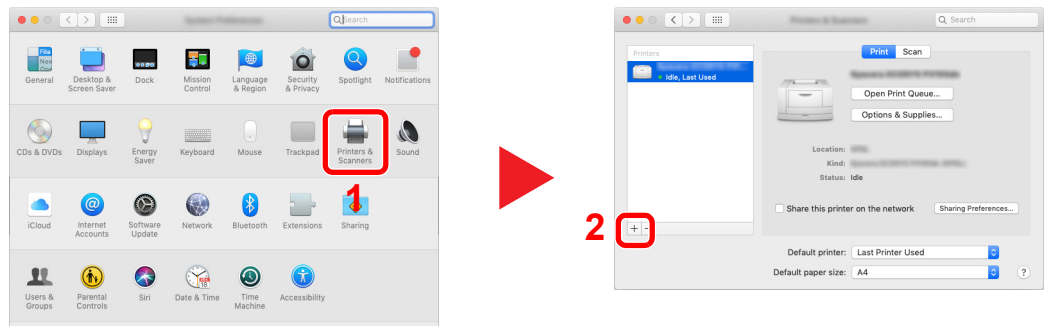 Search
General
Desktop &
Screen Saver
Dock
Mission
Control
Language
& Region
Security
& Privacy
Spotlight
Notifications
CDs & DVDs
Displays
Energy
Saver
Keyboard
Mouse
Trackpad
Printers &
Scanners
Sound
1
iCloud
Internet
Accounts
Software
Update
Network
Bluetooth
Extensions
Sharing
Users &
Groups
Parental
Controls
Siri
Date & Time
Time
Machine
Accessibility
Search
Printers
Idle, Last Used
Print Scan
Open Print Queue...
Options & Supplies...
Location:
Kind:
Status: Idle
Share this printer on the network
Sharing Preferences...
2
+ -
Default printer: Last Printer Used
Default paper size: A4
?